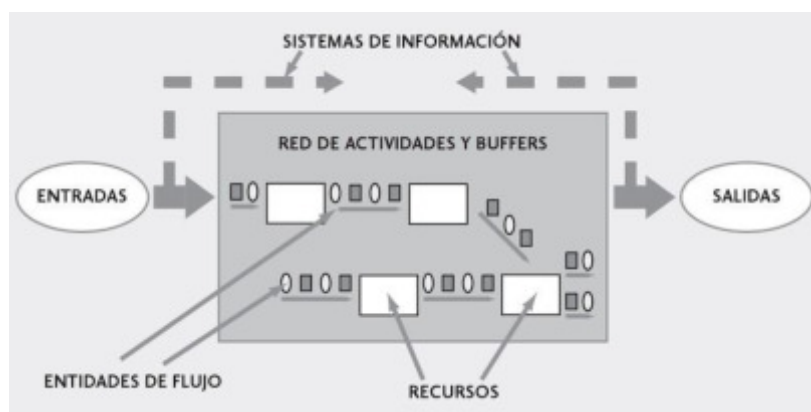 SISTEMAS DE INFORMACIÓN
RED DE ACTIVIDADES Y BUFFERS
ENTRADAS
SALIDAS
ENTIDADES DE FLUJO
RECURSOS